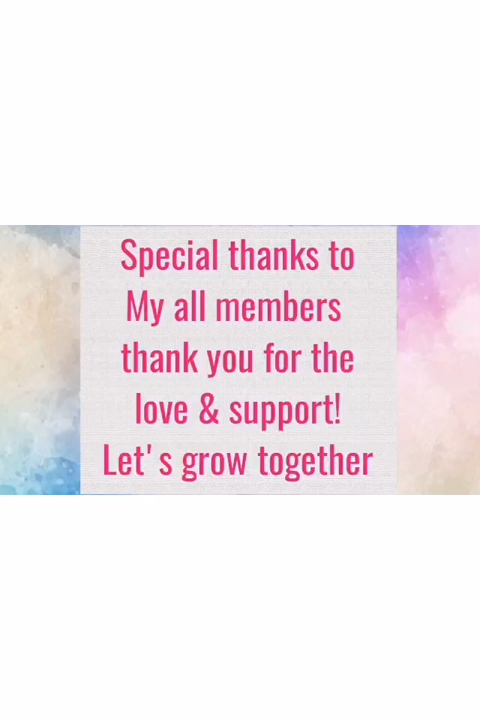 Special thanks to
My all members
thank you for the
love & support!
Let's grow together